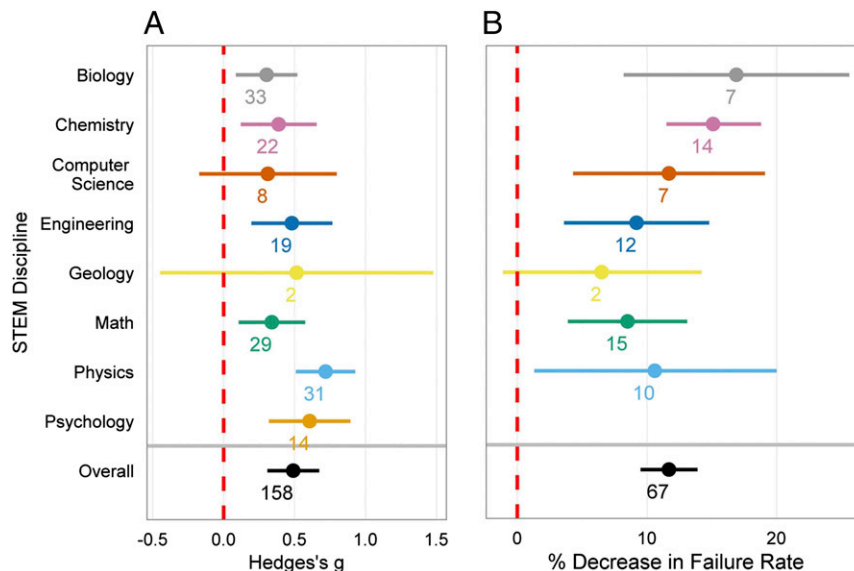 A
B
STEM Discipline
Biology
33
7
Chemistry
22
14
Computer
Science
8
7
Engineering
19
12
Geology
2
2
Math
29
15
Physics
31
10
Psychology
14
Overall
158
67
-0.5 0.0 0.5 1.0 1.5
0 10 20
Hedges's g
% Decrease in Failure Rate